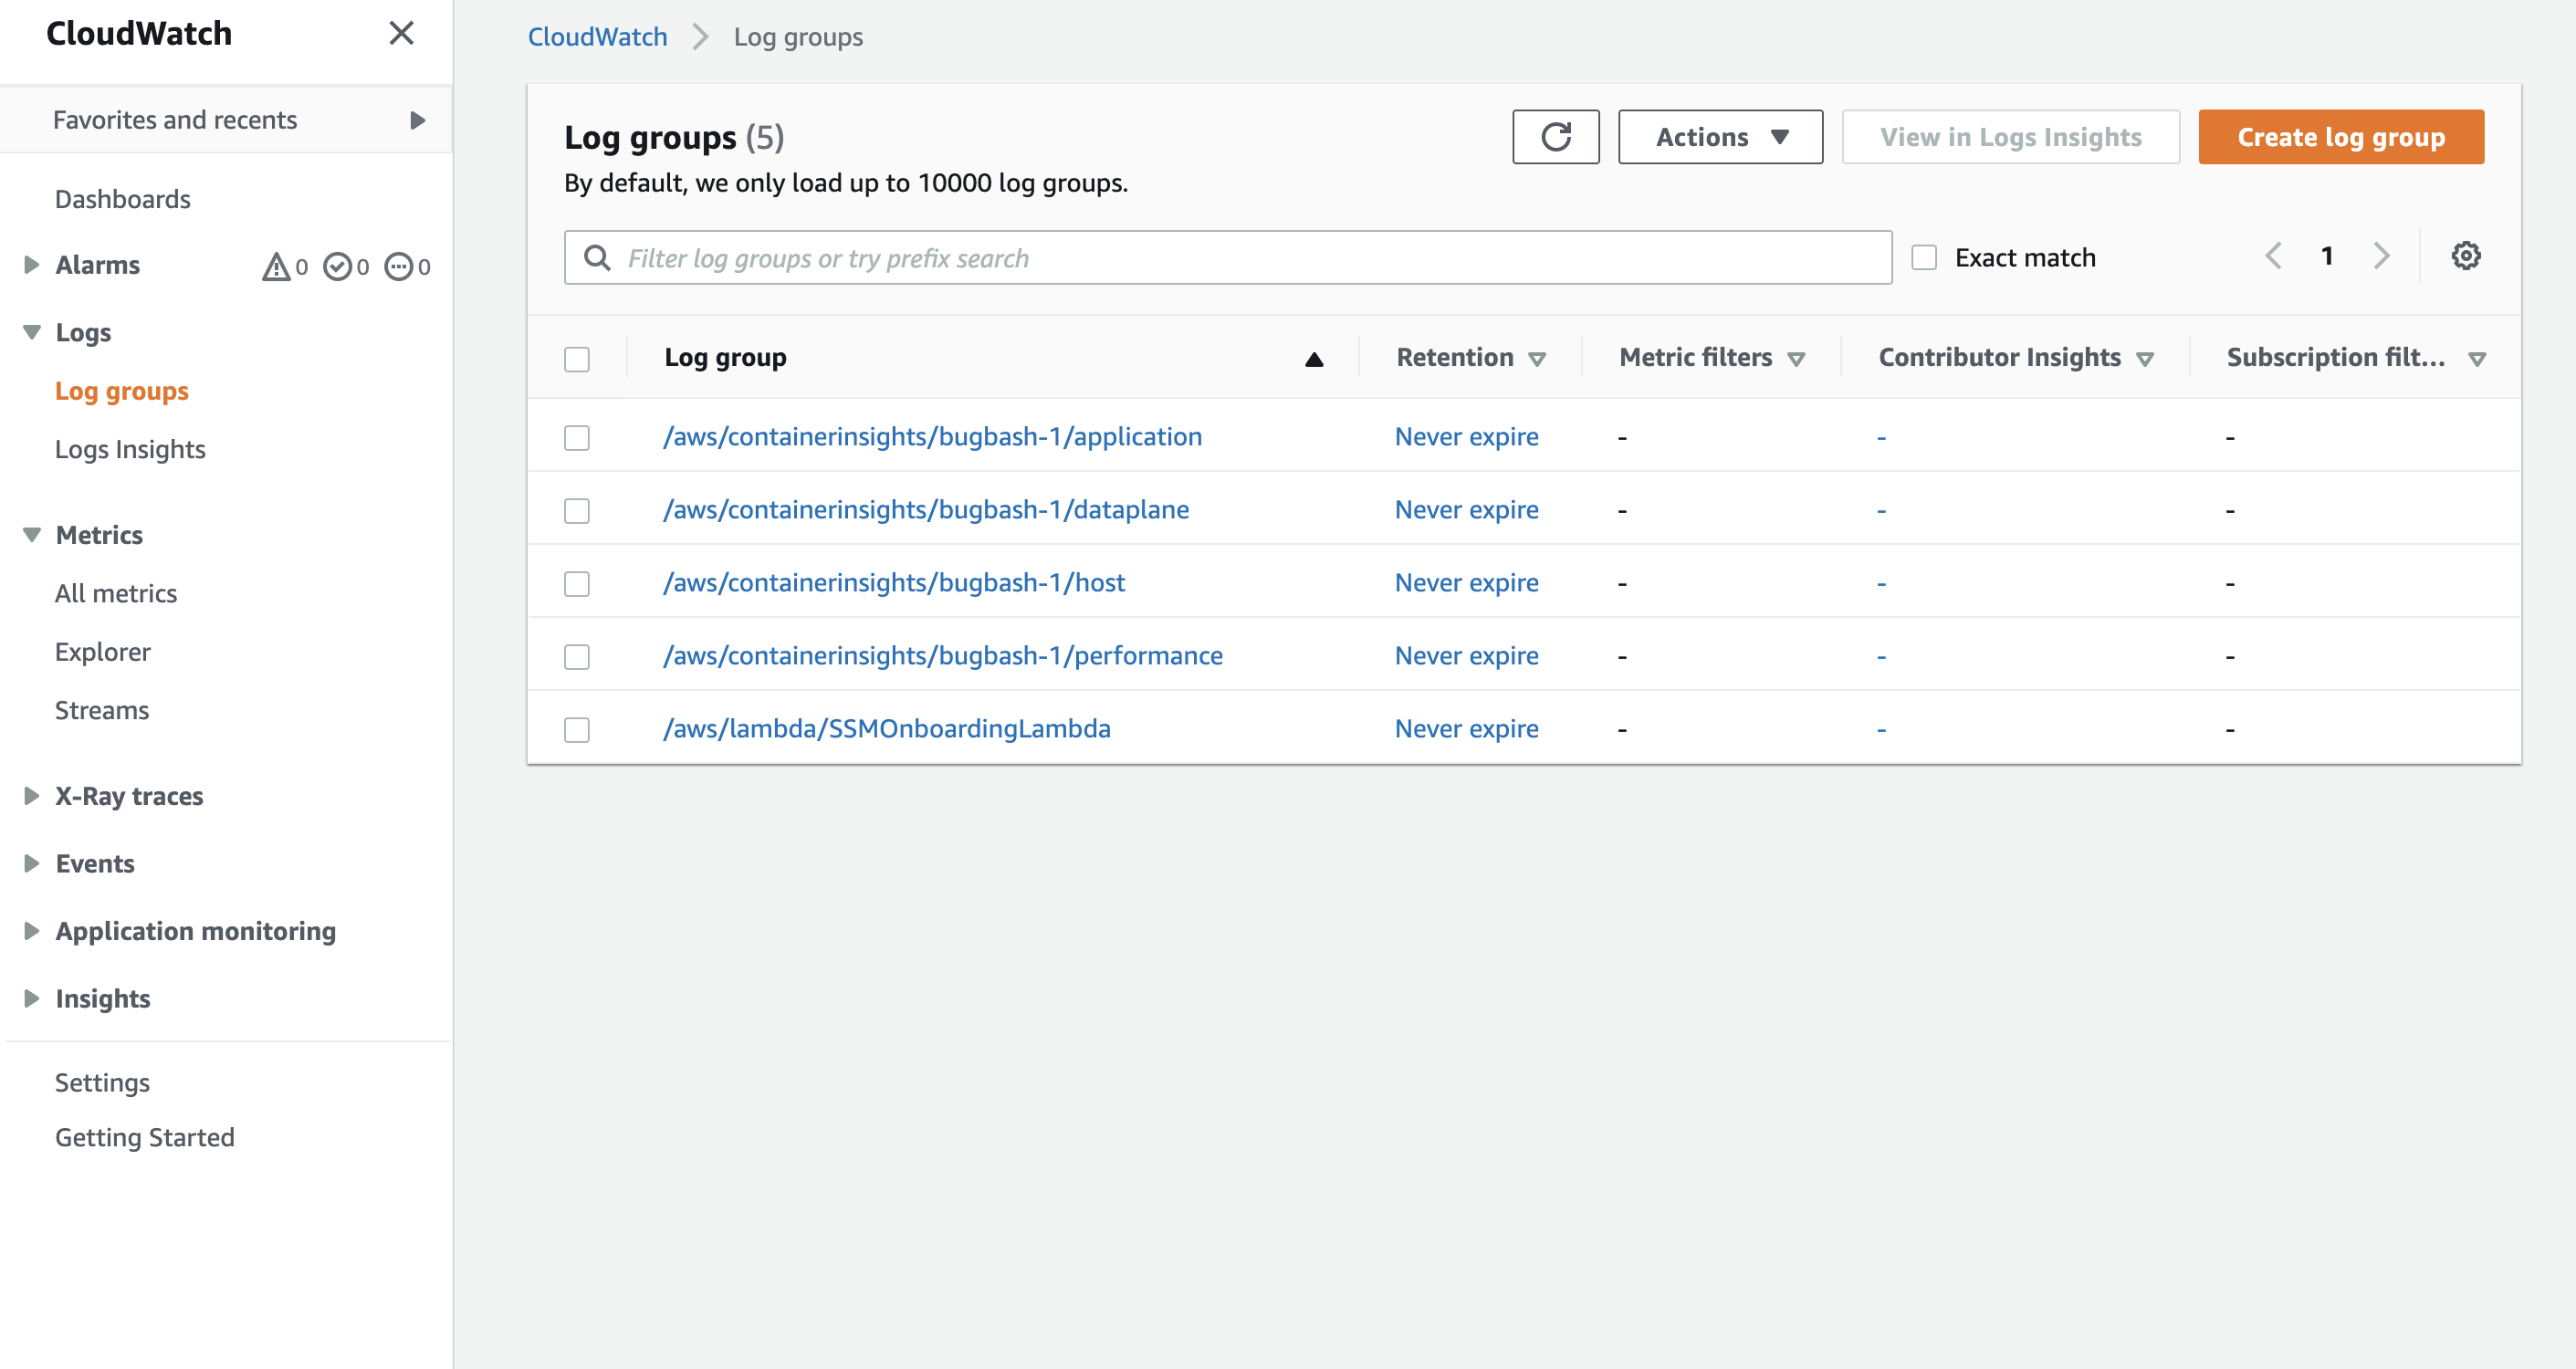 CloudWatch
Favorites and recents
Dashboards
Alarms 0 0 0
Logs
Log groups
Logs Insights
Metrics
All metrics
Explorer
Streams
X-Ray traces
Events
Application monitoring
Insights
Settings
Getting Started
CloudWatch Log groups
Log groups (5)
By default, we only load up to 10000 log groups.
Actions View in Logs Insights Create log group
Filter log groups or try prefix search Exact match 1
Log group Retention Metric filters Contributor Insights Subscription filt...
/aws/containerinsights/bugbash-1/application Never expire - - -
/aws/containerinsights/bugbash-1/dataplane Never expire - - -
/aws/containerinsights/bugbash-1/host Never expire - - -
/aws/containerinsights/bugbash-1/performance Never expire - - -
/aws/lambda/SSMOnboardingLambda Never expire - - -